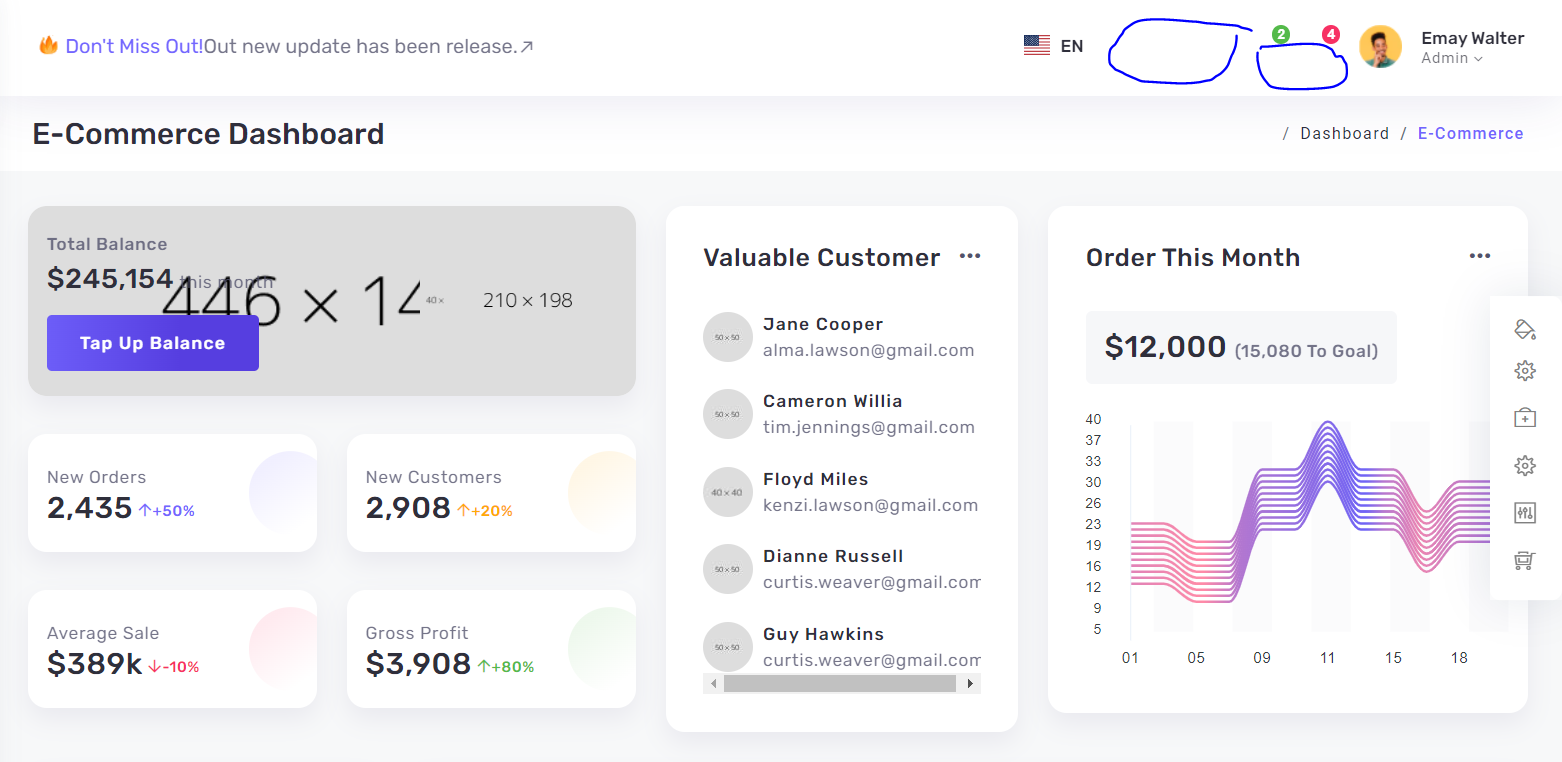 Don't Miss Out!Out new update has been release.
EN
2
4
Emay Walter
Admin
E-Commerce Dashboard
/ Dashboard / E-Commerce
Total Balance
$245,154 this month
446 × 14
40 ×
210 × 198
Tap Up Balance
New Orders
2,435 +50%
New Customers
2,908 +20%
Average Sale
$389k -10%
Gross Profit
$3,908 +80%
Valuable Customer
50 × 50
Jane Cooper
alma.lawson@gmail.com
50 × 50
Cameron Willia
tim.jennings@gmail.com
40 × 40
Floyd Miles
kenzi.lawson@gmail.com
50 × 50
Dianne Russell
curtis.weaver@gmail.com
50 × 50
Guy Hawkins
curtis.weaver@gmail.com
Order This Month
$12,000 (15,080 To Goal)
40
37
33
30
26
23
19
16
12
9
5
01 05 09 11 15 18